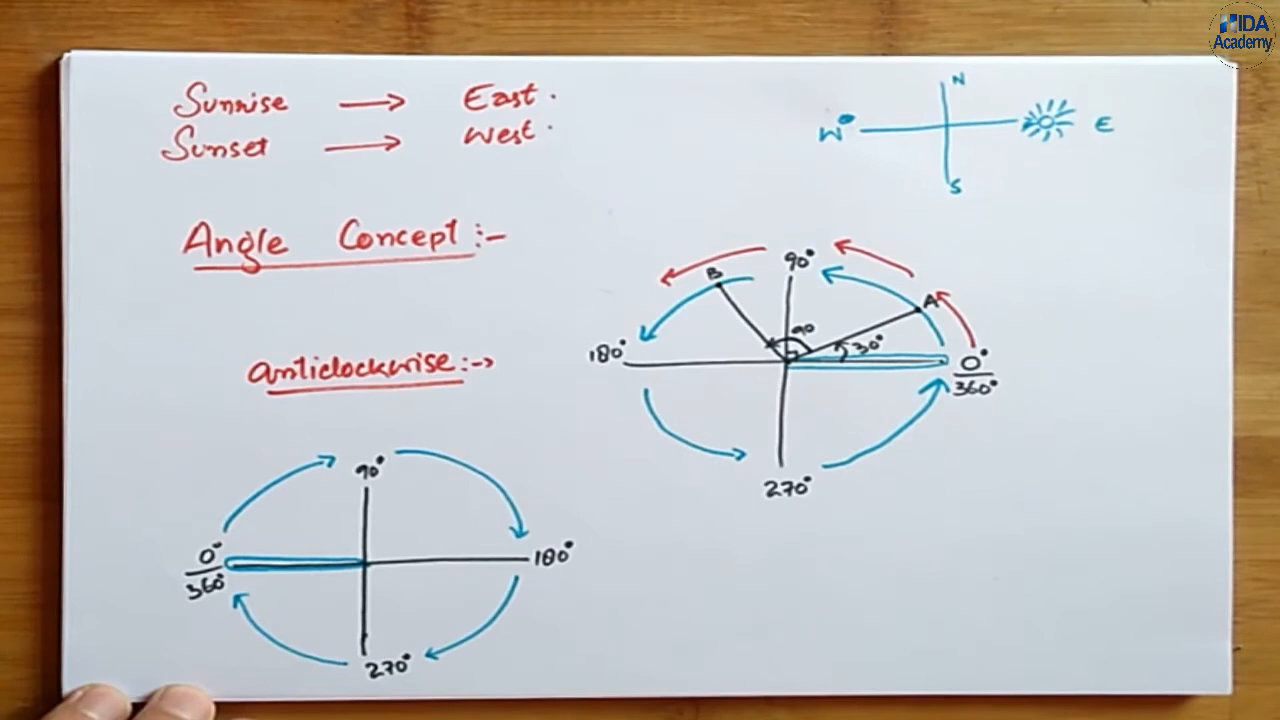 HIDA
Academy
Sunrise → East.
Sunset → West.
N
W E
S
Angle Concept :-
90°
B
A
90
30°
180°
0°
360°
270°
anticlockwise :→
90°
0°
360°
180°
270°